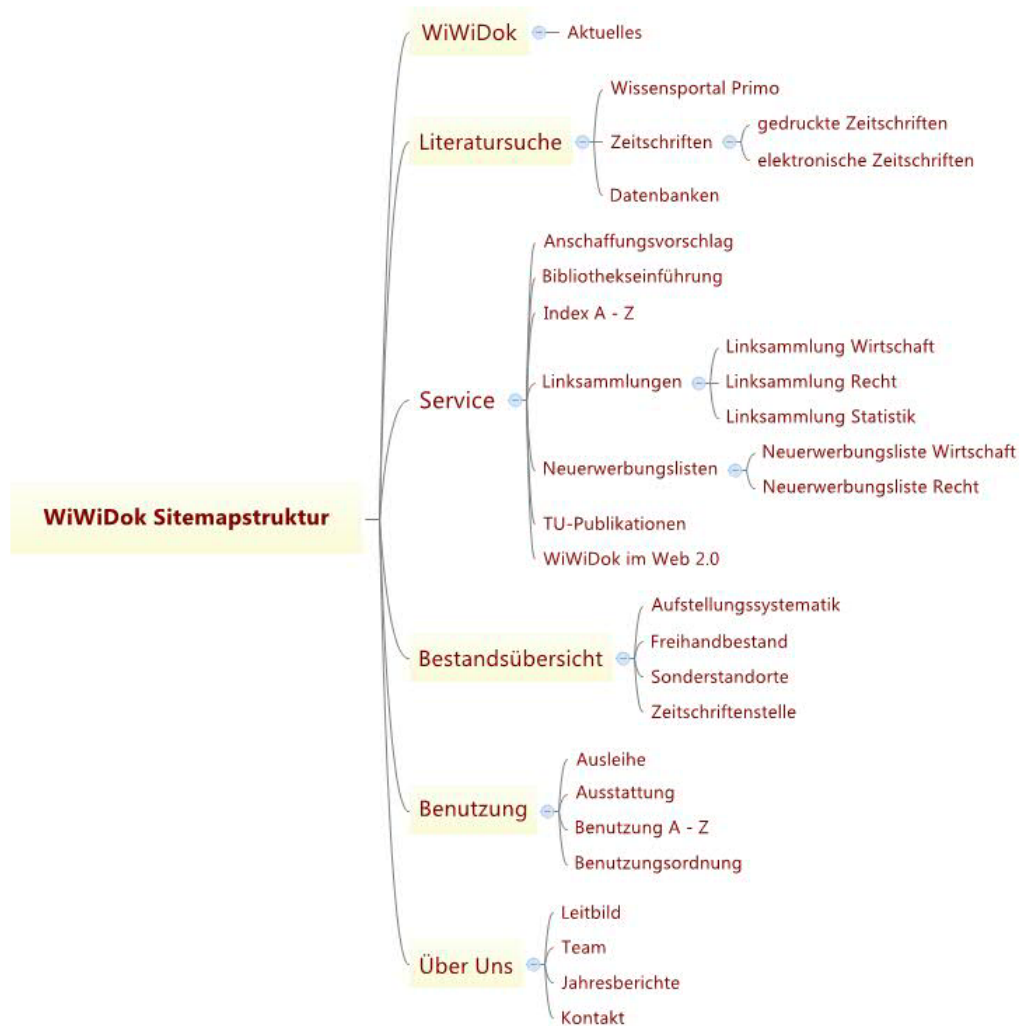 WiWiDok Sitemapstruktur
WiWiDok
Aktuelles
Literatursuche
Wissensportal Primo
Zeitschriften
gedruckte Zeitschriften
elektronische Zeitschriften
Datenbanken
Service
Anschaffungsvorschlag
Bibliothekseinführung
Index A - Z
Linksammlungen
Linksammlung Wirtschaft
Linksammlung Recht
Linksammlung Statistik
Neuerwerbungslisten
Neuerwerbungsliste Wirtschaft
Neuerwerbungsliste Recht
TU-Publikationen
WiWiDok im Web 2.0
Bestandsübersicht
Aufstellungssystematik
Freihandbestand
Sonderstandorte
Zeitschriftenstelle
Benutzung
Ausleihe
Ausstattung
Benutzung A - Z
Benutzungsordnung
Über Uns
Leitbild
Team
Jahresberichte
Kontakt